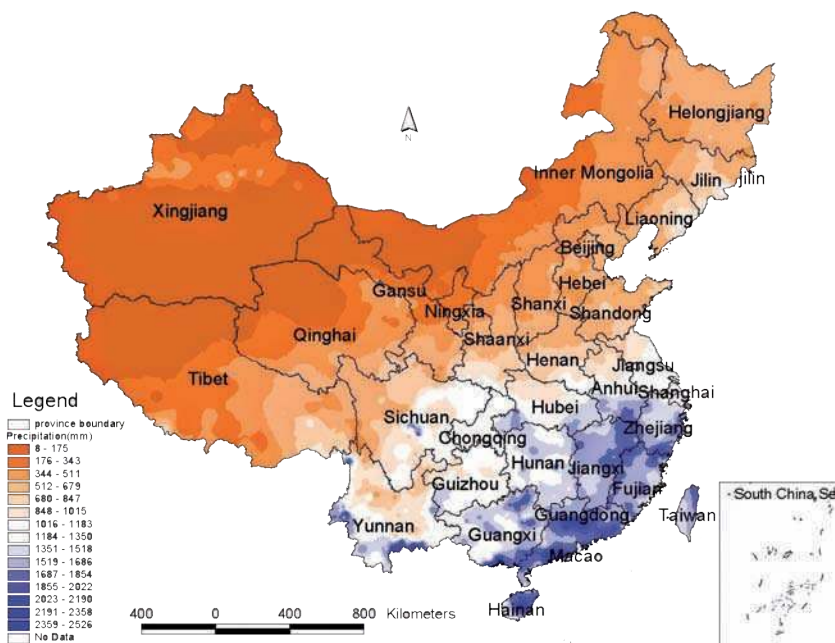 N
Helongjiang
Inner Mongolia
Jilin
jilin
Xingjiang
Liaoning
Beijing
Hebei
Gansu
Ningxia
Shanxi
Shandong
Qinghai
Shaanxi
Henan
Jiangsu
Tibet
Anhui
Shanghai
Hubei
Sichuan
Zhejiang
Chongqing
Hunan
Jiangxi
Guizhou
Fujian
Yunnan
Guangdong
Taiwan
Guangxi
Macao
Hainan
South China, Se
Legend
province boundary
Precipitation(mm)
8 - 175
176 - 343
344 - 511
512 - 679
680 - 847
848 - 1015
1016 - 1183
1184 - 1350
1351 - 1518
1519 - 1686
1687 - 1854
1855 - 2022
2023 - 2190
2191 - 2358
2359 - 2526
No Data
400 0 400 800 Kilometers